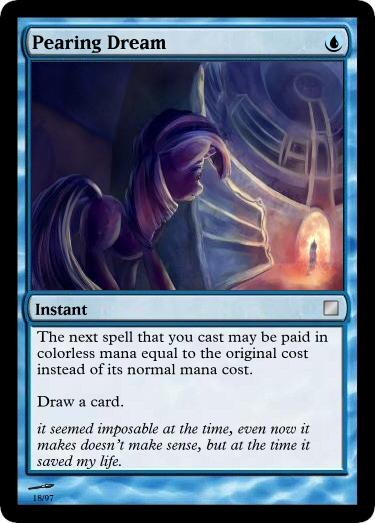 Pearing Dream
Instant
The next spell that you cast may be paid in
colorless mana equal to the original cost
instead of its normal mana cost.
Draw a card.
it seemed imposable at the time, even now it
makes doesn't make sense, but at the time it
saved my life.
18/97